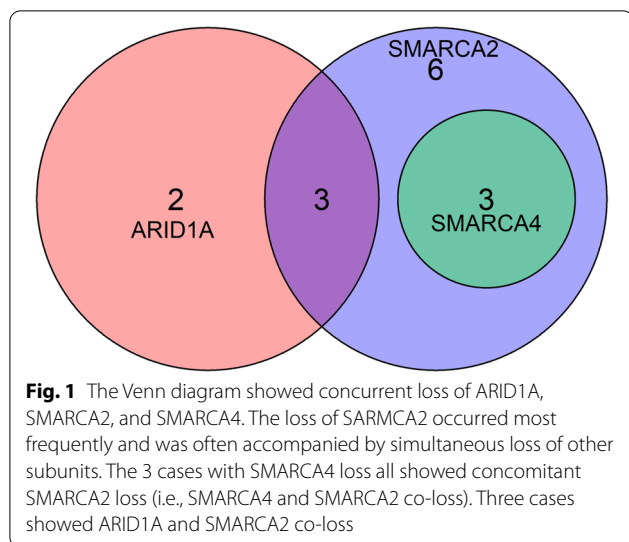 SMARCA2
6
2
ARID1A
3
3
SMARCA4
Fig. 1 The Venn diagram showed concurrent loss of ARID1A,
SMARCA2, and SMARCA4. The loss of SARMCA2 occurred most
frequently and was often accompanied by simultaneous loss of other
subunits. The 3 cases with SMARCA4 loss all showed concomitant
SMARCA2 loss (i.e., SMARCA4 and SMARCA2 co-loss). Three cases
showed ARID1A and SMARCA2 co-loss